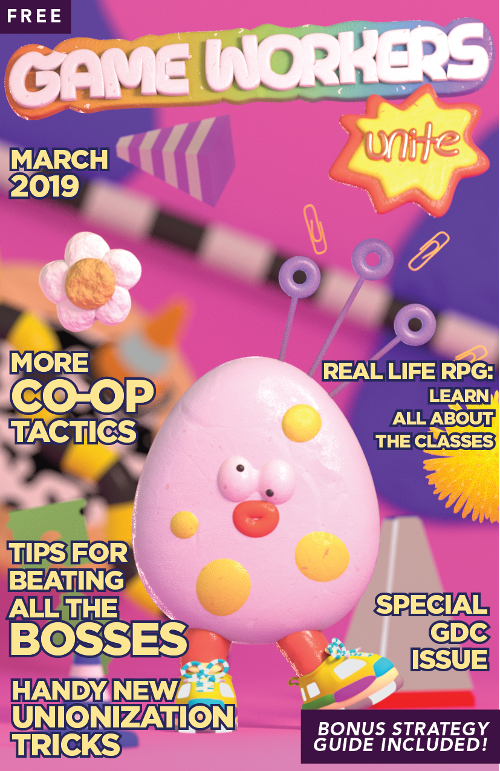 FREE
GAME WORKERS
unite
MARCH
2019
MORE
CO-OP
TACTICS
REAL LIFE RPG:
LEARN
ALL ABOUT
THE CLASSES
TIPS FOR
BEATING
ALL THE
BOSSES
SPECIAL
GDC
ISSUE
HANDY NEW
UNIONIZATION
TRICKS
BONUS STRATEGY
GUIDE INCLUDED!